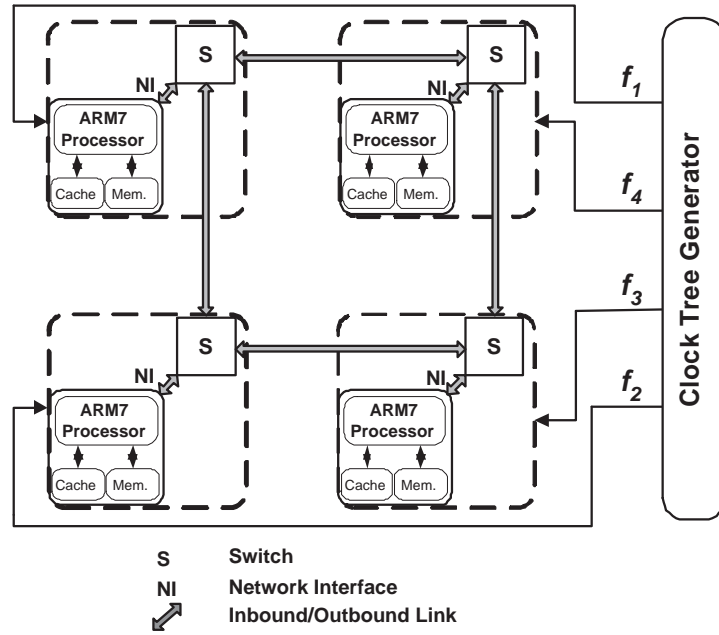 S
NI
ARM7
Processor
Cache
Mem.
S
NI
ARM7
Processor
Cache
Mem.
S
NI
ARM7
Processor
Cache
Mem.
S
NI
ARM7
Processor
Cache
Mem.
f1
f4
f3
f2
Clock Tree Generator
S Switch
NI Network Interface
Inbound/Outbound Link